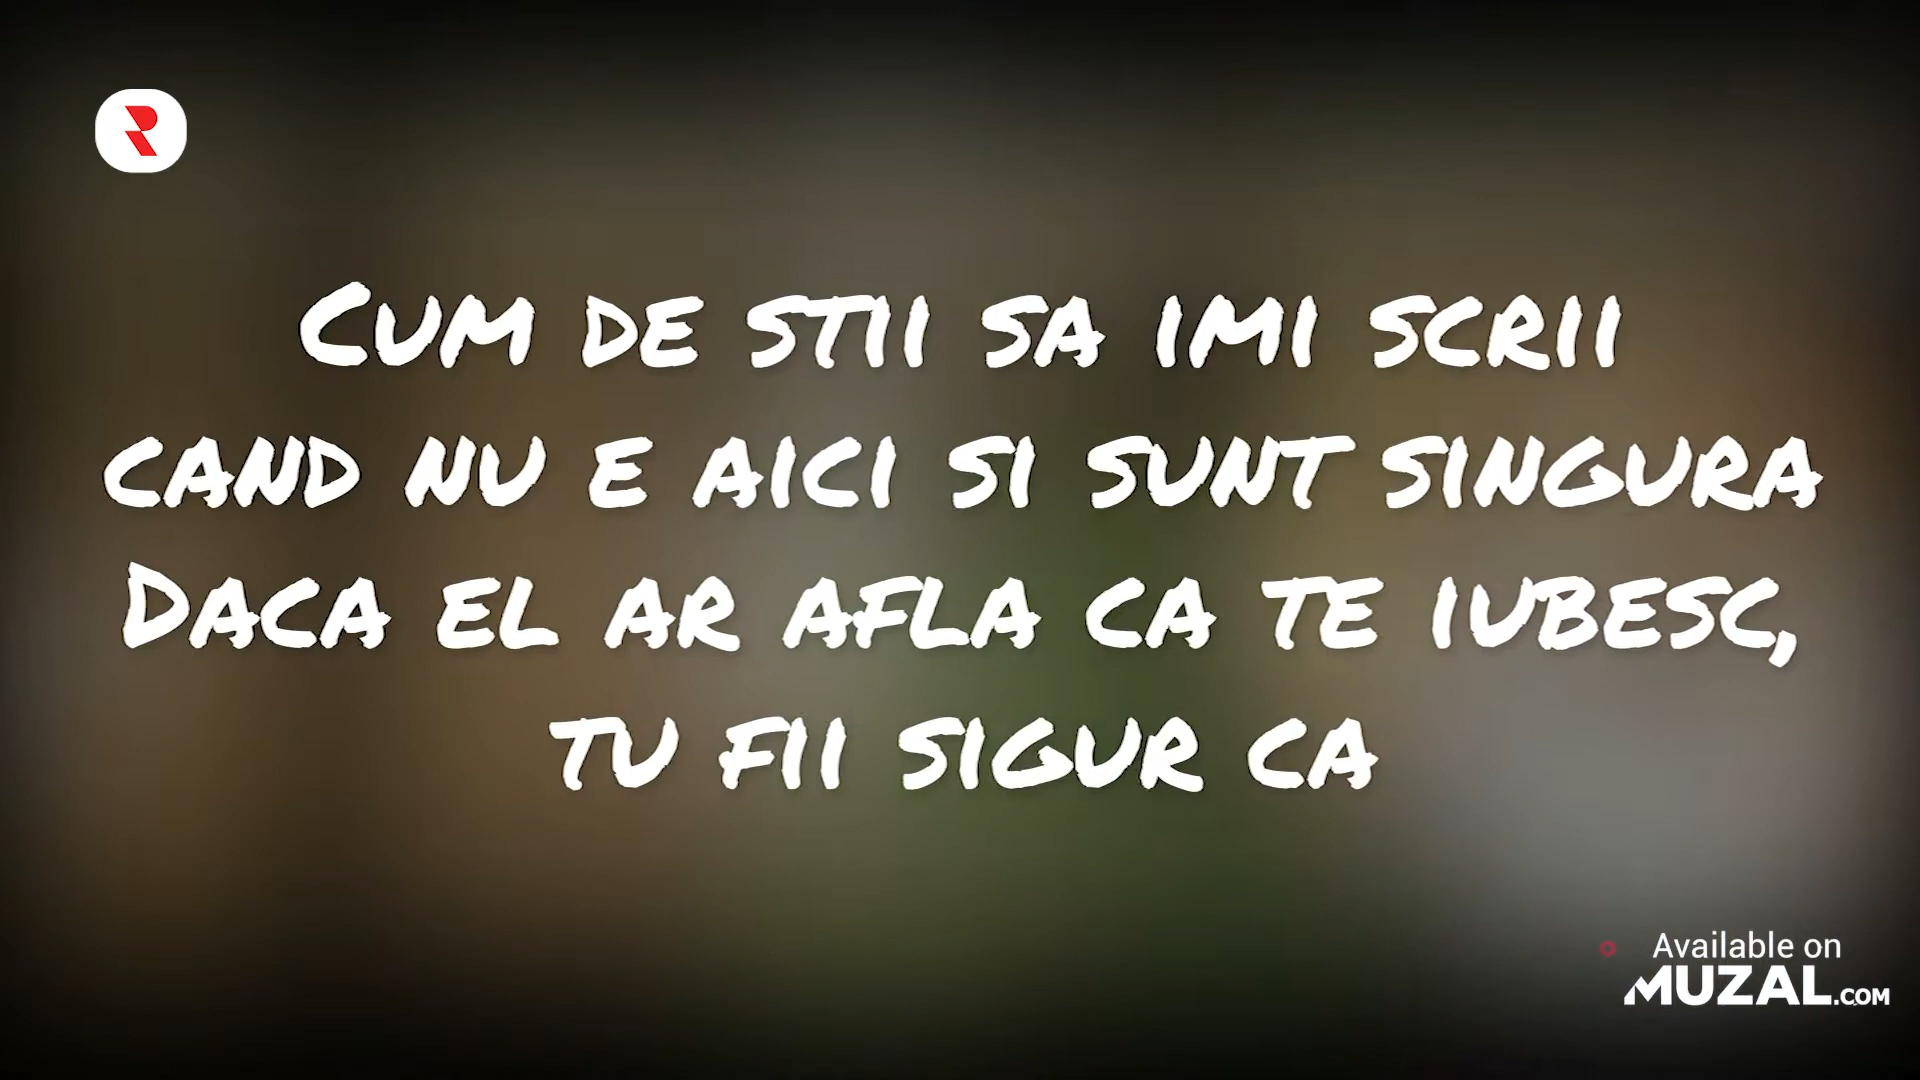 Cum de stii sa imi scrii
cand nu e aici si sunt singura
Daca el ar afla ca te iubesc,
tu fii sigur ca
Available on
MUZAL.COM